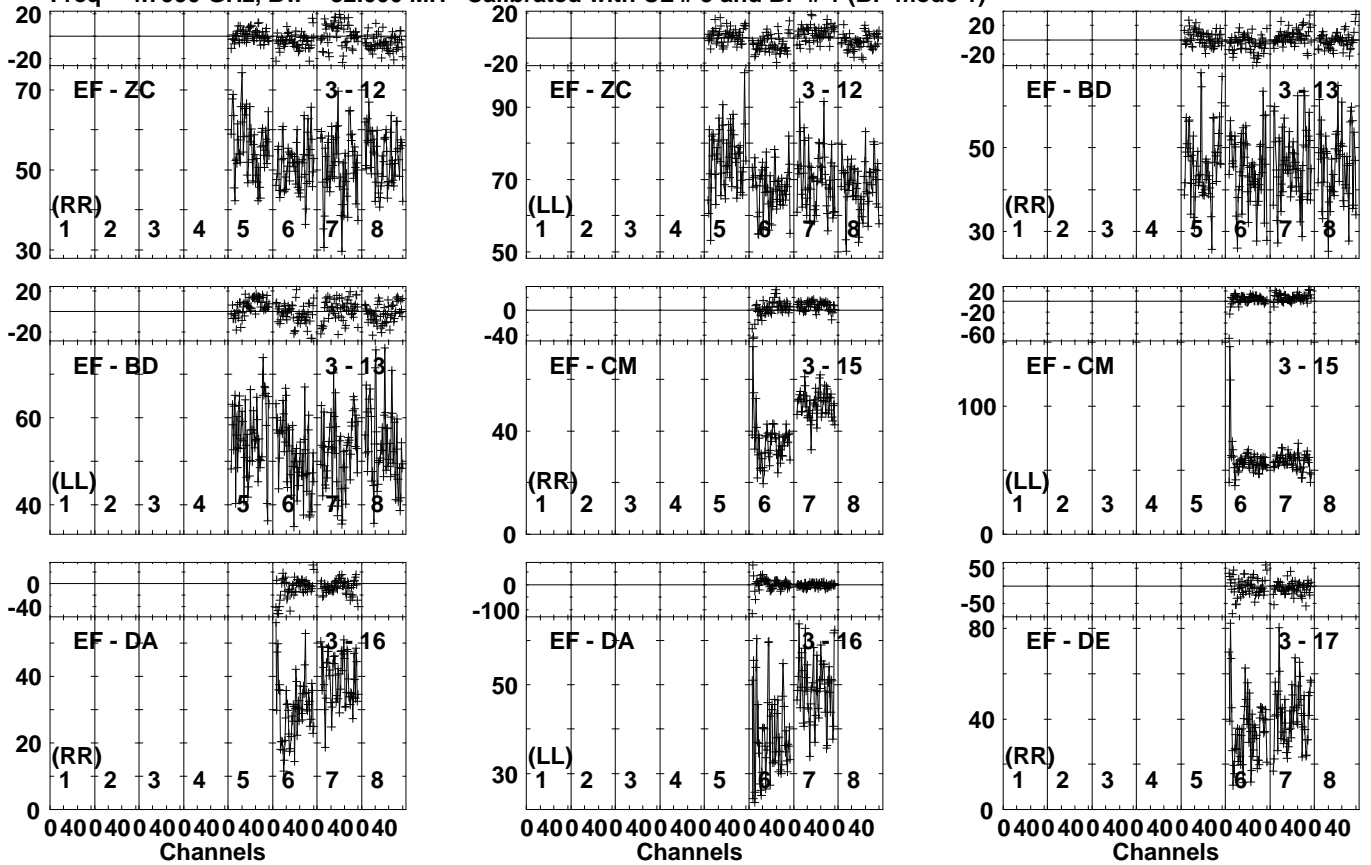 20 0 -20
70 50 30
EF - ZC 3 - 12
(RR)
1 2 3 4 5 6 7 8
20 0 -20
90 70 50
EF - ZC 3 - 12
(LL)
1 2 3 4 5 6 7 8
20 0 -20
50 30
EF - BD 3 - 13
(RR)
1 2 3 4 5 6 7 8
20 0 -20
60 40
EF - BD 3 - 13
(LL)
1 2 3 4 5 6 7 8
0 -40
40 0
EF - CM 3 - 15
(RR)
1 2 3 4 5 6 7 8
20 -20 -60
100 0
EF - CM 3 - 15
(LL)
1 2 3 4 5 6 7 8
0 -40
40 20 0
EF - DA 3 - 16
(RR)
1 2 3 4 5 6 7 8
0 40 0 40 0 40 0 40 0 40 0 40 0 40 0 40
Channels
0 -100
50 30
EF - DA 3 - 16
(LL)
1 2 3 4 5 6 7 8
0 40 0 40 0 40 0 40 0 40 0 40 0 40 0 40
Channels
50 -50
80 40 0
EF - DE 3 - 17
(RR)
1 2 3 4 5 6 7 8
0 40 0 40 0 40 0 40 0 40 0 40 0 40 0 40
Channels